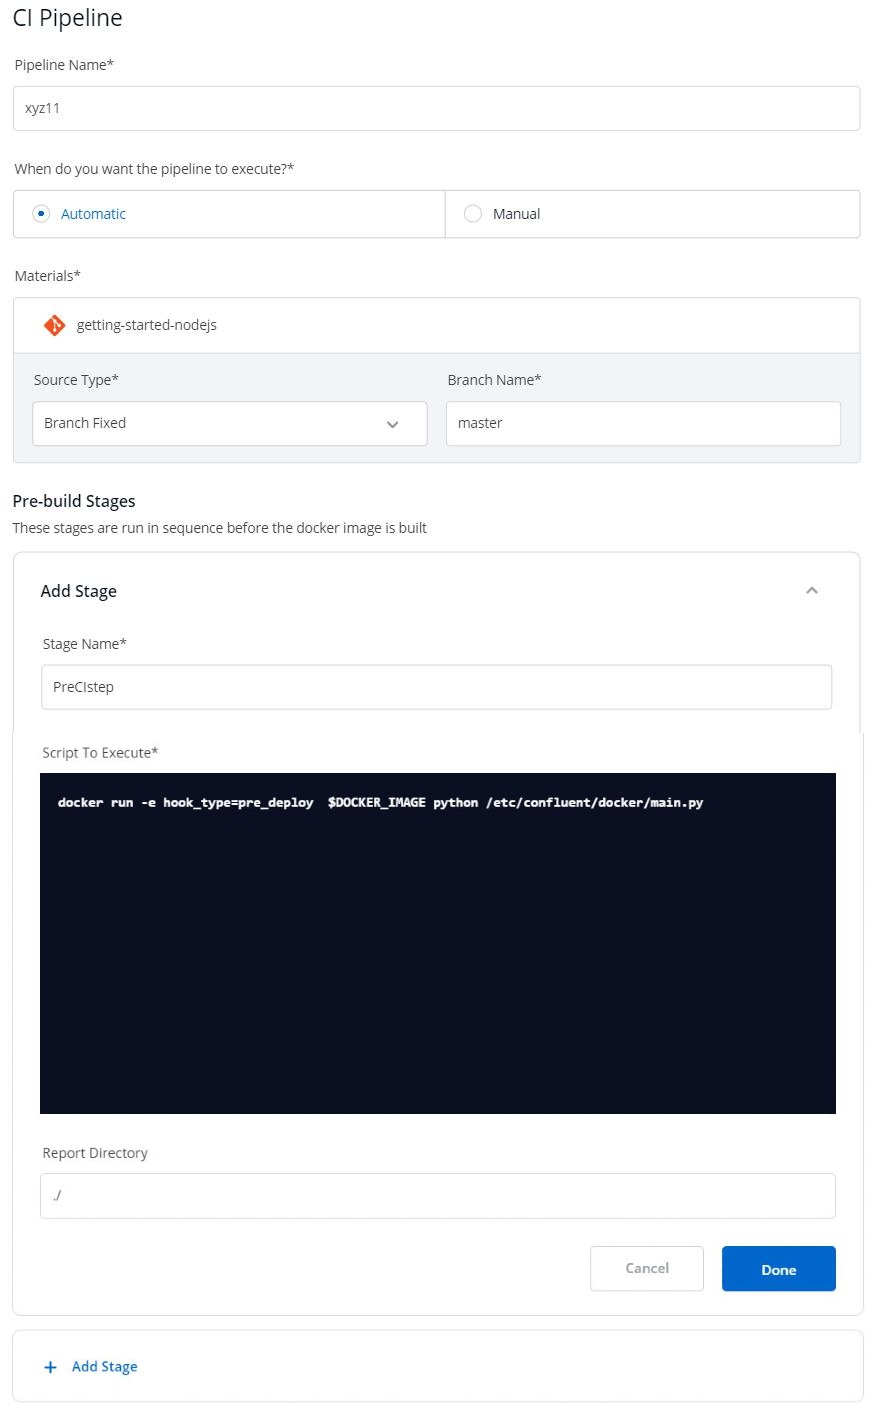 CI Pipeline
Pipeline Name*
xyz11
When do you want the pipeline to execute?*
Automatic Manual
Materials*
getting-started-nodejs
Source Type* Branch Name*
Branch Fixed master
Pre-build Stages
These stages are run in sequence before the docker image is built
Add Stage
Stage Name*
PreCIstep
Script To Execute*
docker run -e hook_type=pre_deploy  $DOCKER_IMAGE python /etc/confluent/docker/main.py
Report Directory
./
Cancel Done
+ Add Stage